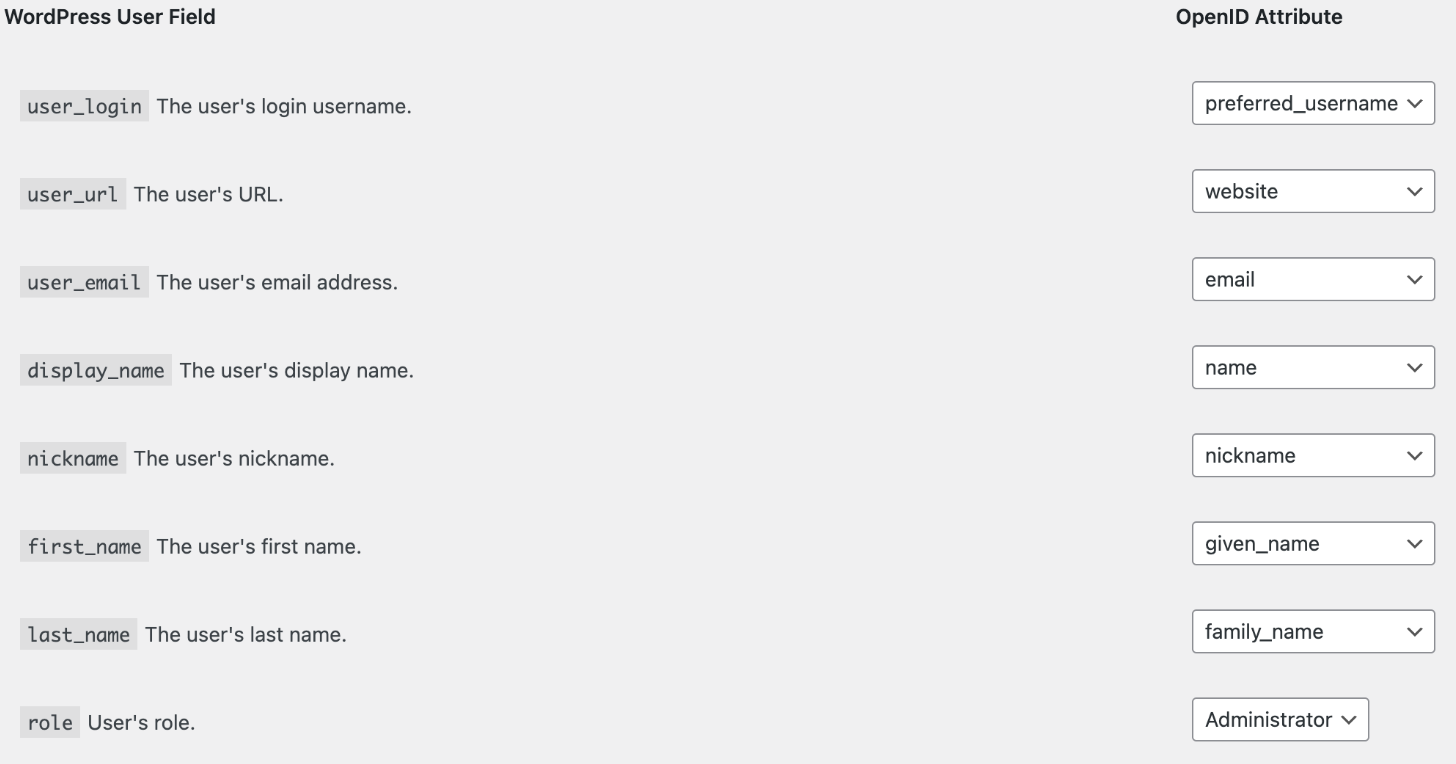 WordPress User Field OpenID Attribute
user_login The user's login username. preferred_username
user_url The user's URL. website
user_email The user's email address. email
display_name The user's display name. name
nickname The user's nickname. nickname
first_name The user's first name. given_name
last_name The user's last name. family_name
role User's role. Administrator